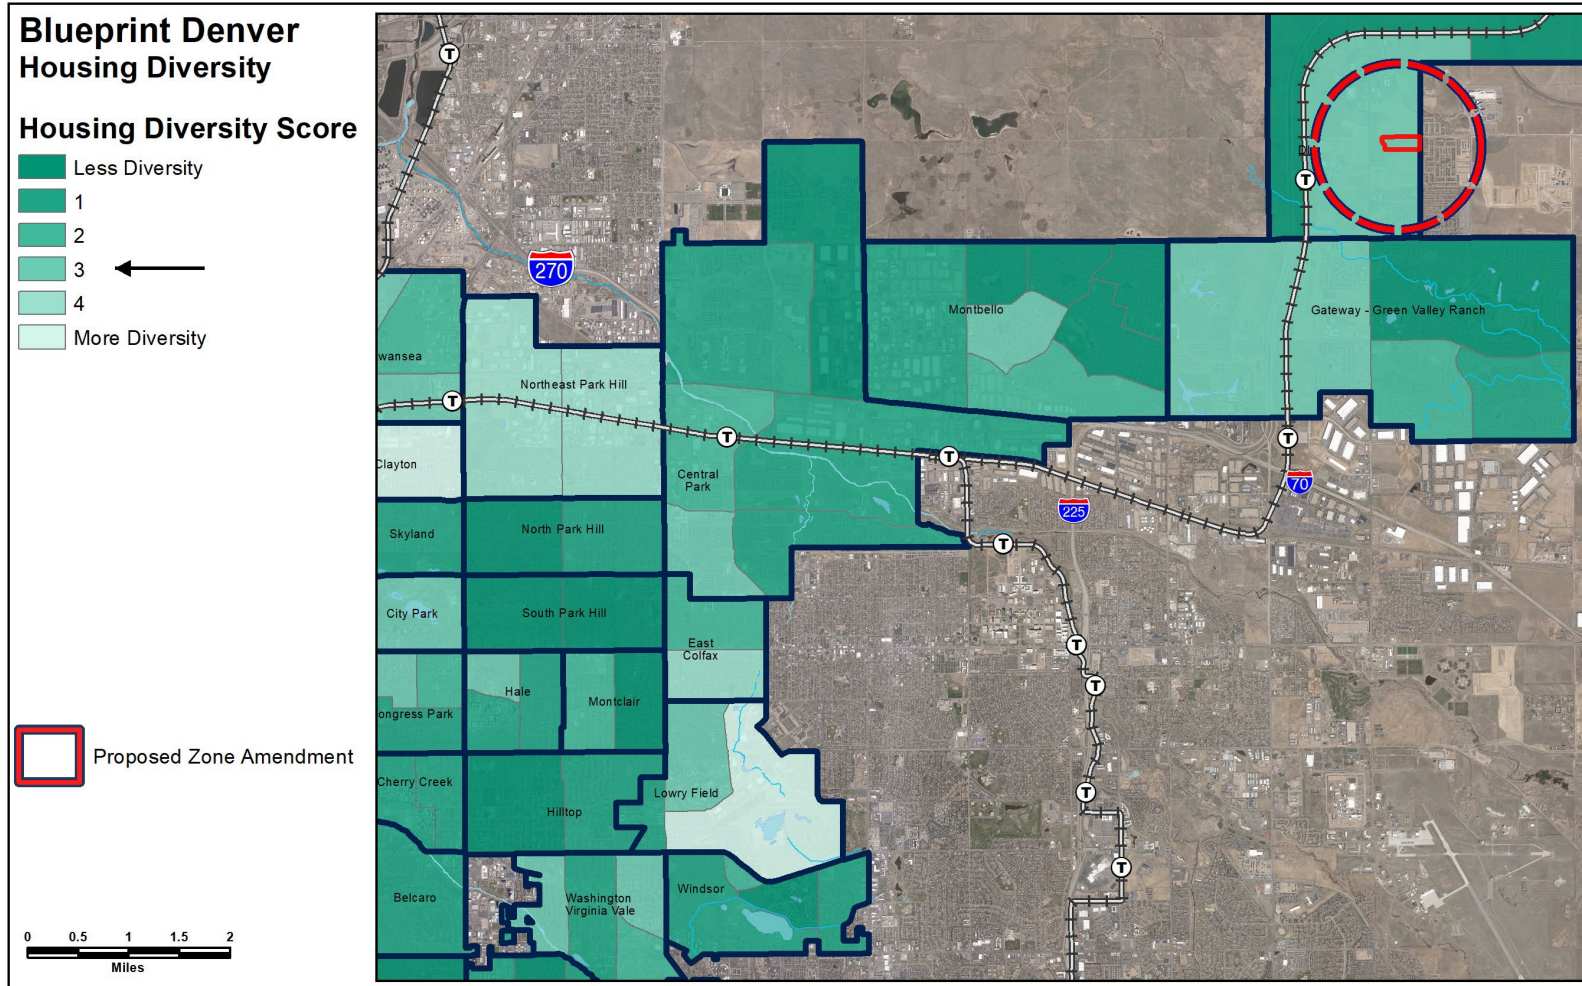 Blueprint Denver
Housing Diversity
Housing Diversity Score
Less Diversity
1
2
3
4
More Diversity
Proposed Zone Amendment
0 0.5 1 1.5 2
Miles
T
T
270
Montbello
Gateway - Green Valley Ranch
wansea
Northeast Park Hill
T
T
T
T
Clayton
Central
Park
70
225
Skyland
North Park Hill
T
City Park
South Park Hill
East
Colfax
T
T
Hale
Montclair
ongress Park
Cherry Creek
Lowry Field
T
Hilltop
T
Belcaro
Washington
Virginia Vale
Windsor